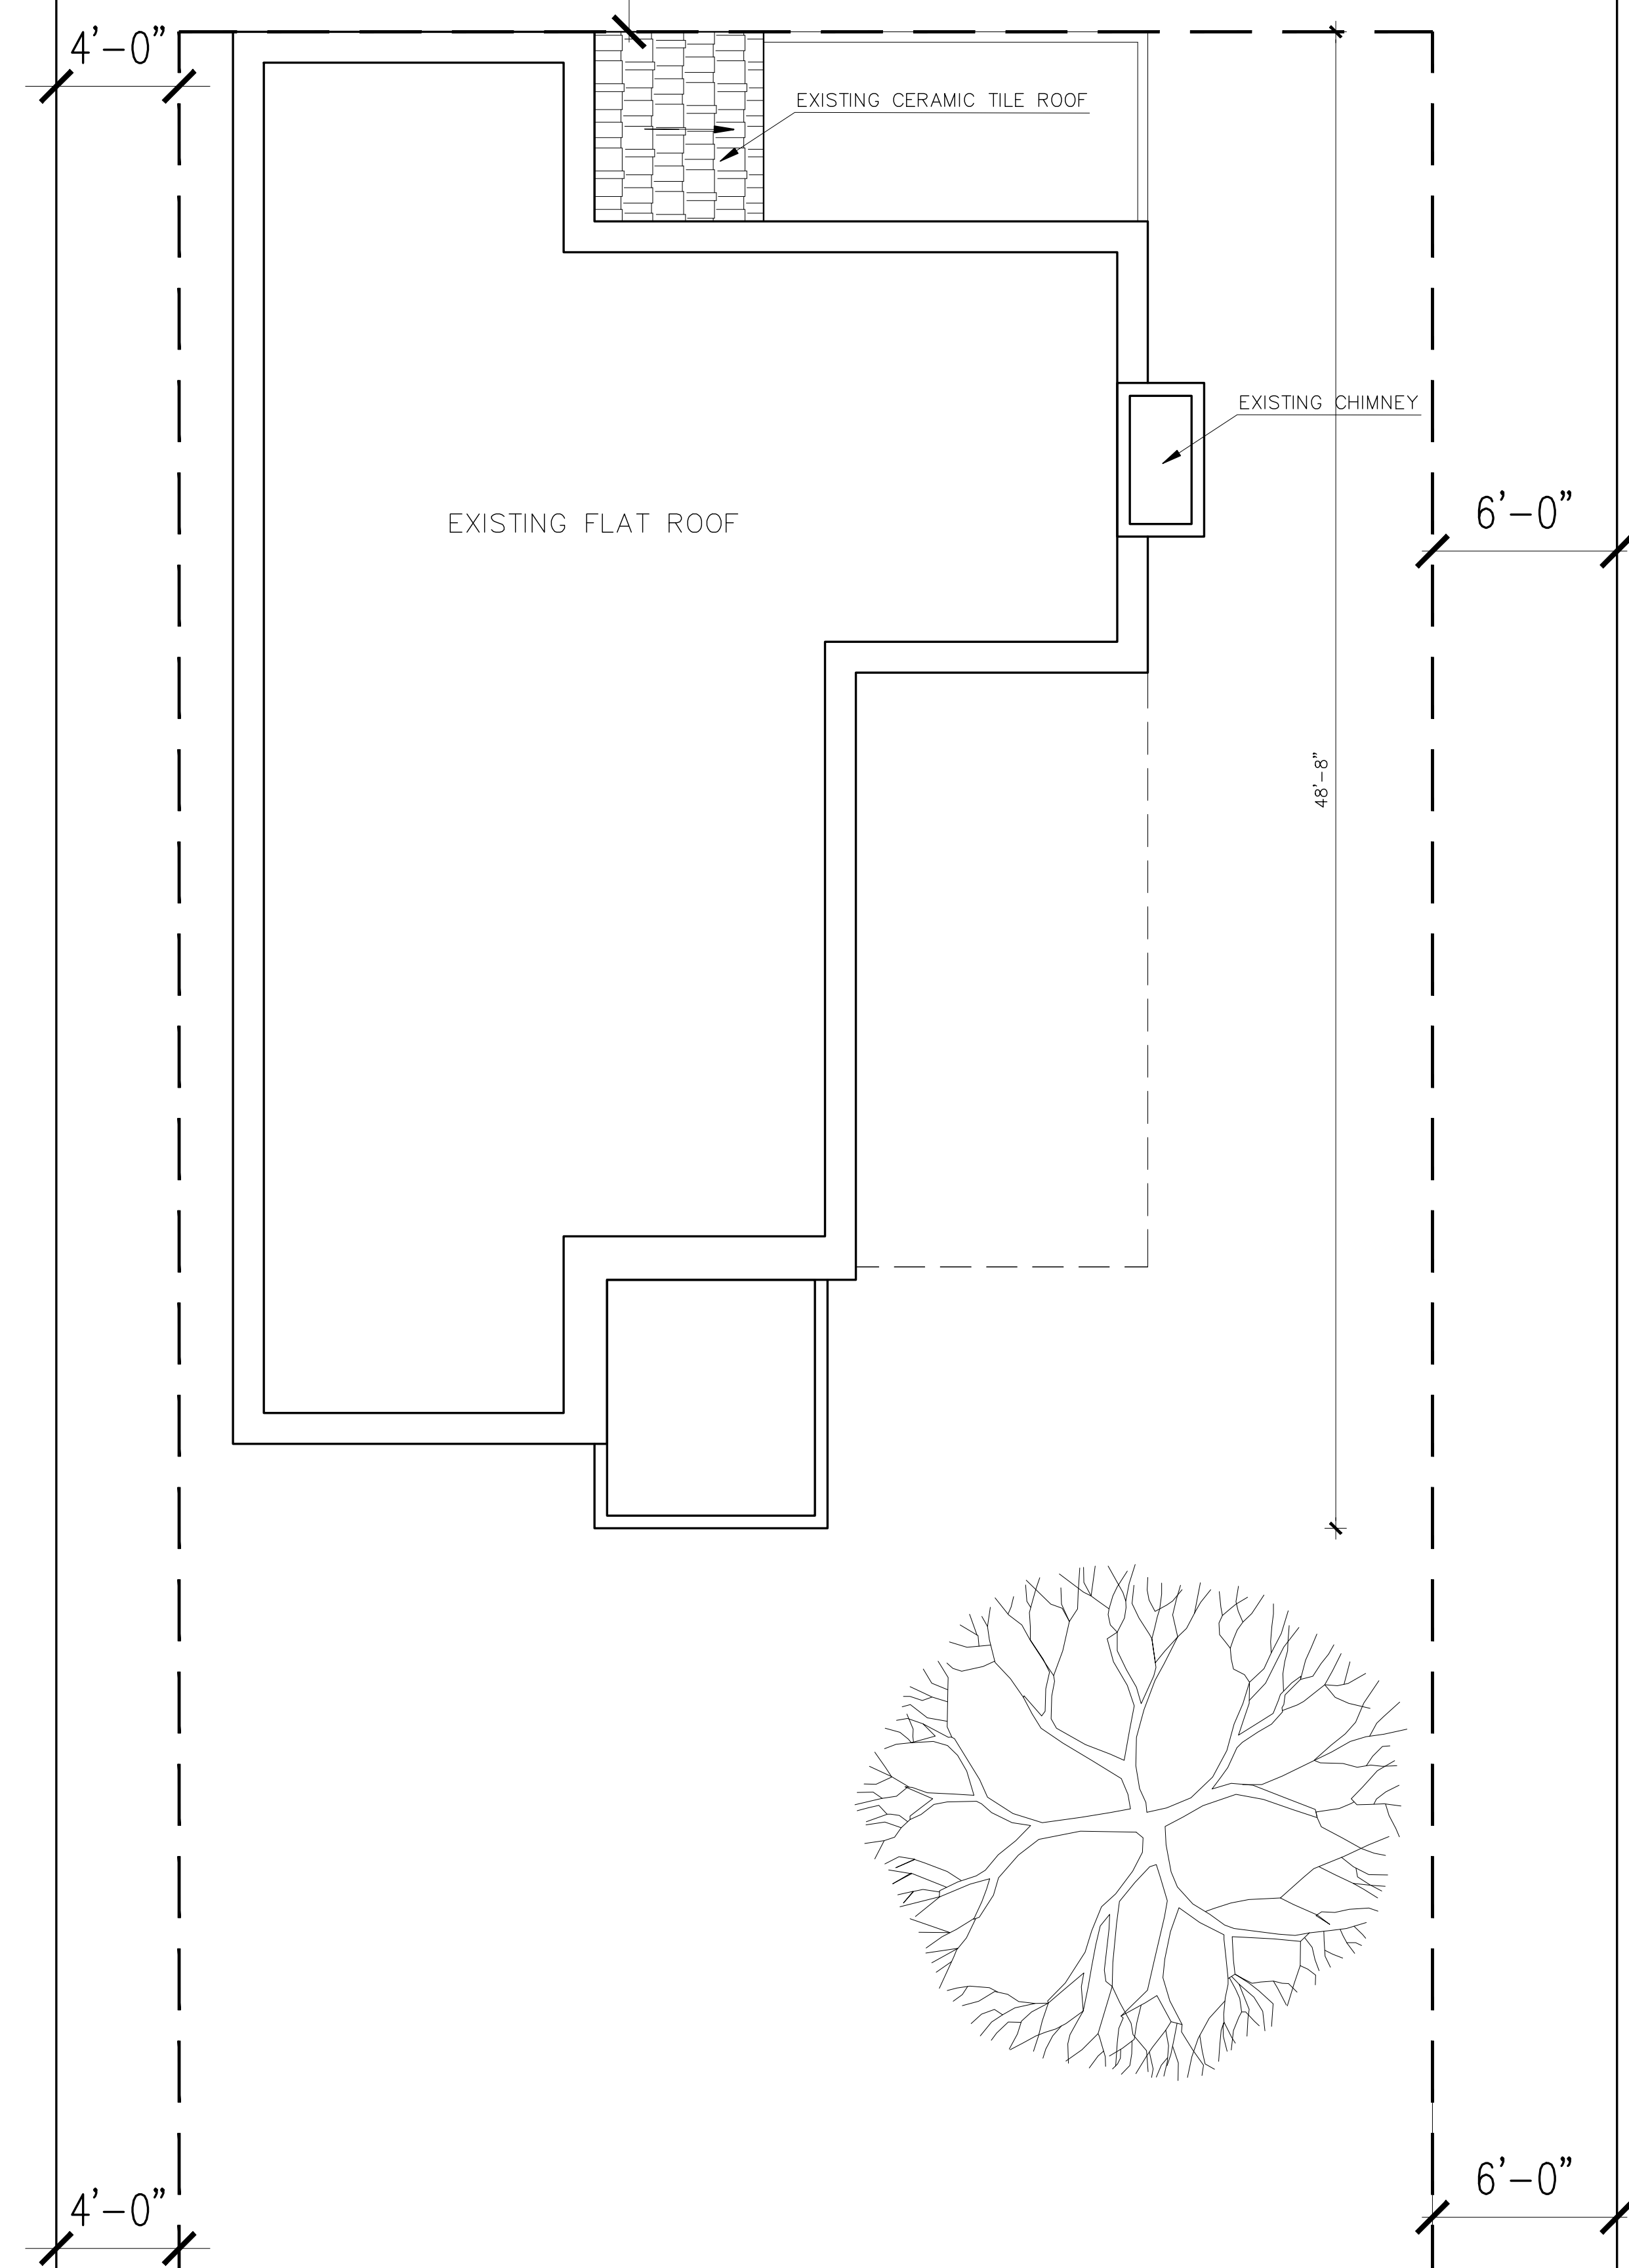 4'-0"
EXISTING CERAMIC TILE ROOF
EXISTING CHIMNEY
EXISTING FLAT ROOF
6'-0"
48'-8"
6'-0"
4'-0"